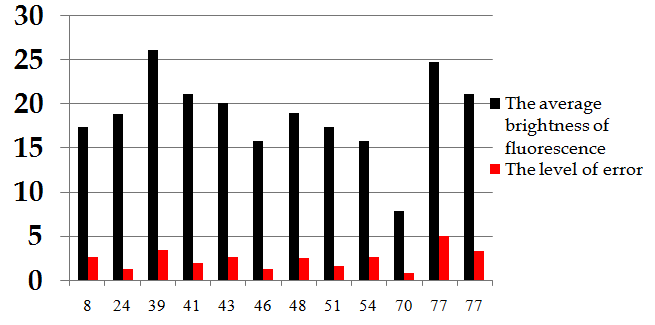 30
25
20
15
10
5
0
The average
brightness of
fluorescence
The level of error
8 24 39 41 43 46 48 51 54 70 77 77